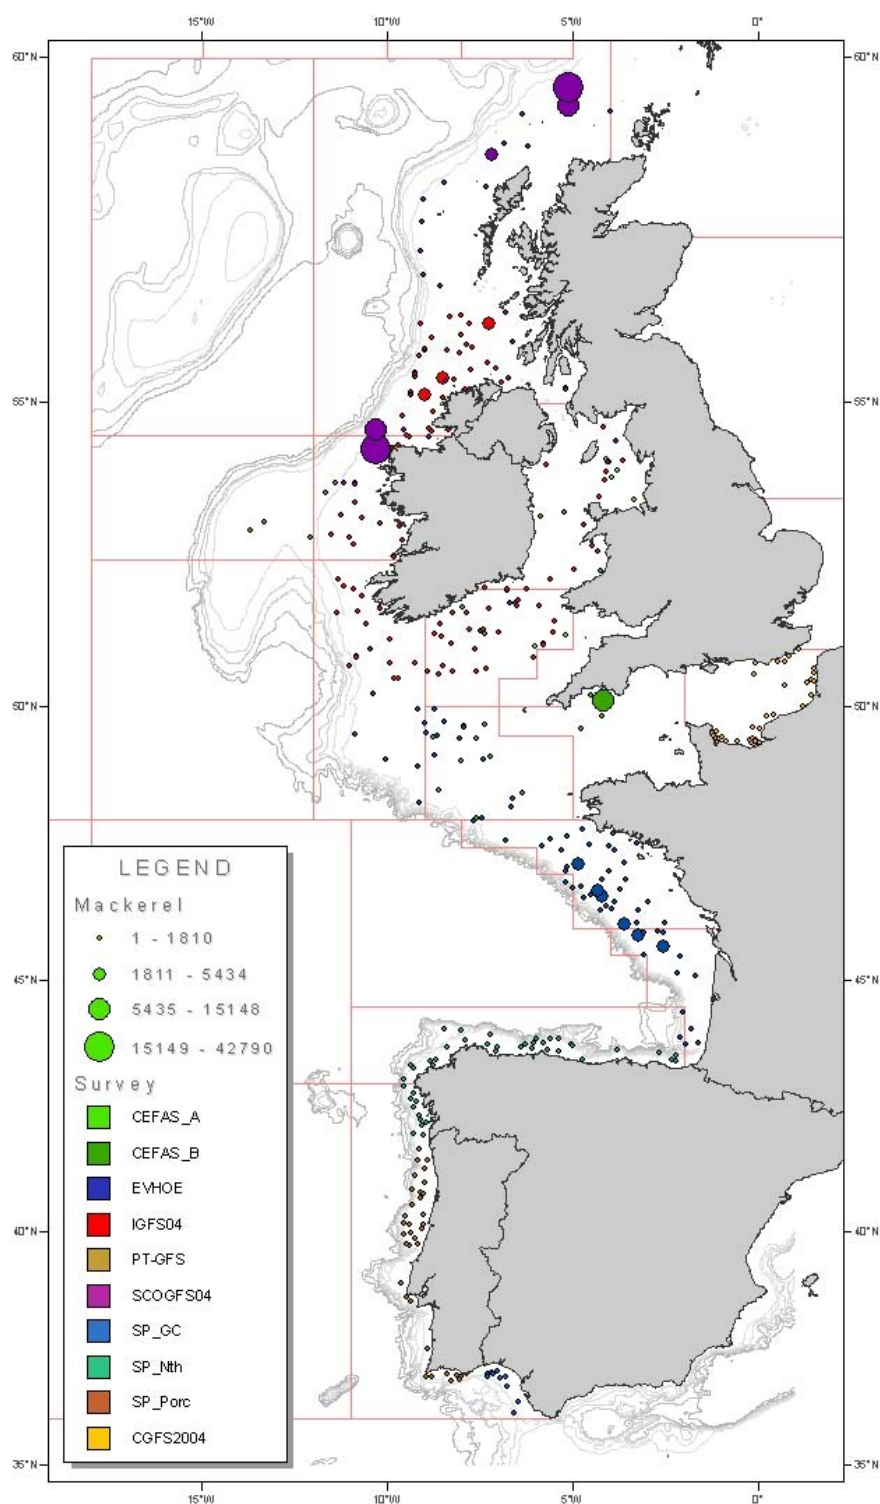 15°W 10°W 5°W 0°
60°N 60°N
55°N 55°N
50°N 50°N
LEGEND
Mackerel
1 - 1810
1811 - 5434
5435 - 15148
15149 - 42790
Survey
CEFAS_A
CEFAS_B
EVHOE
IGFS04
PT-GFS
SCOGFS04
SP_GC
SP_Nth
SP_Porc
CGFS2004
45°N 45°N
40°N 40°N
35°N 35°N
15°W 10°W 5°W 0°